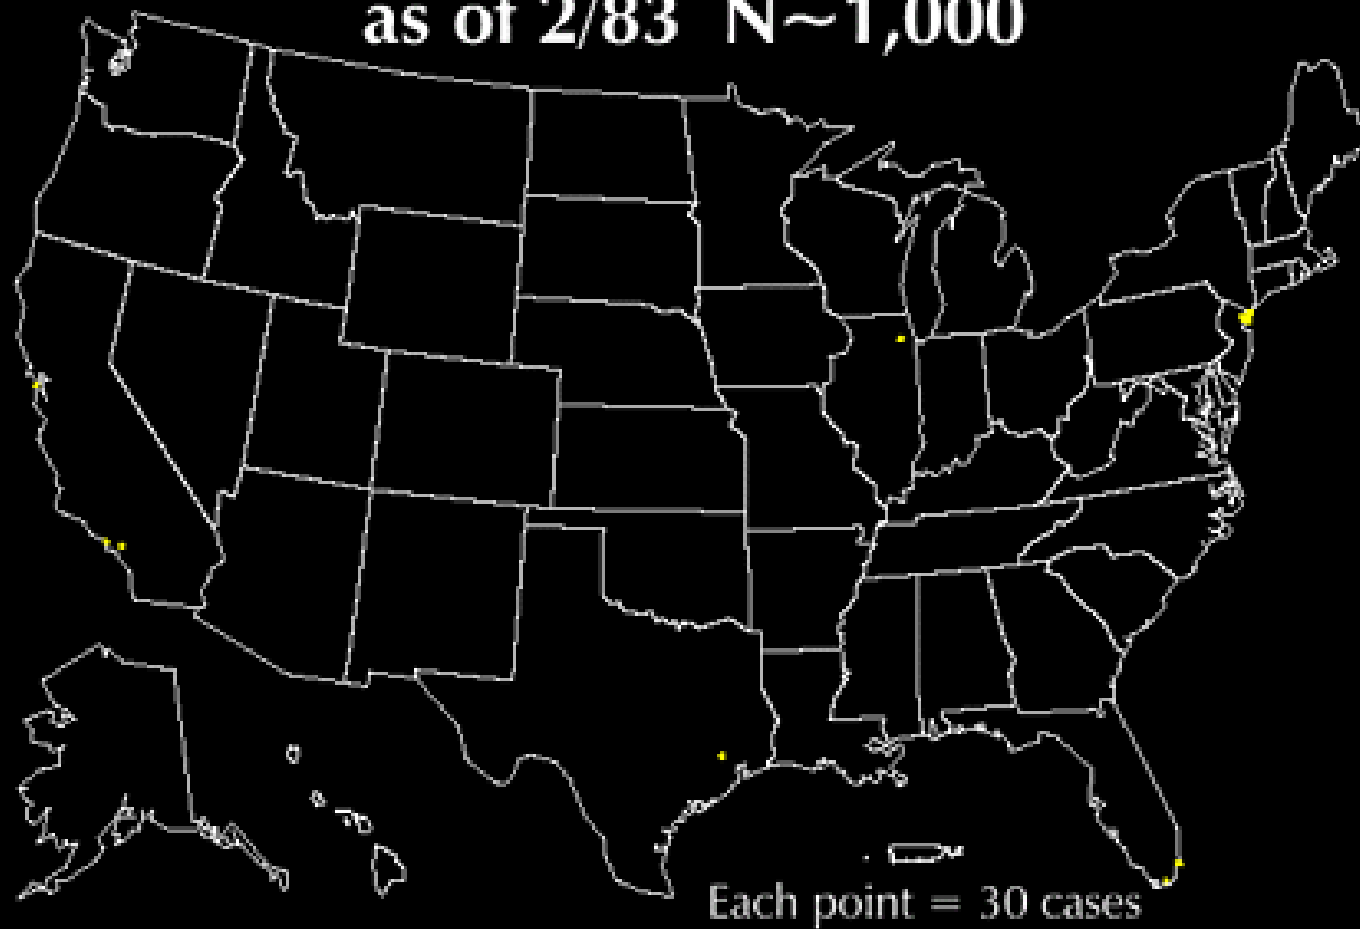 as of 2/83 N~1,000
Each point = 30 cases